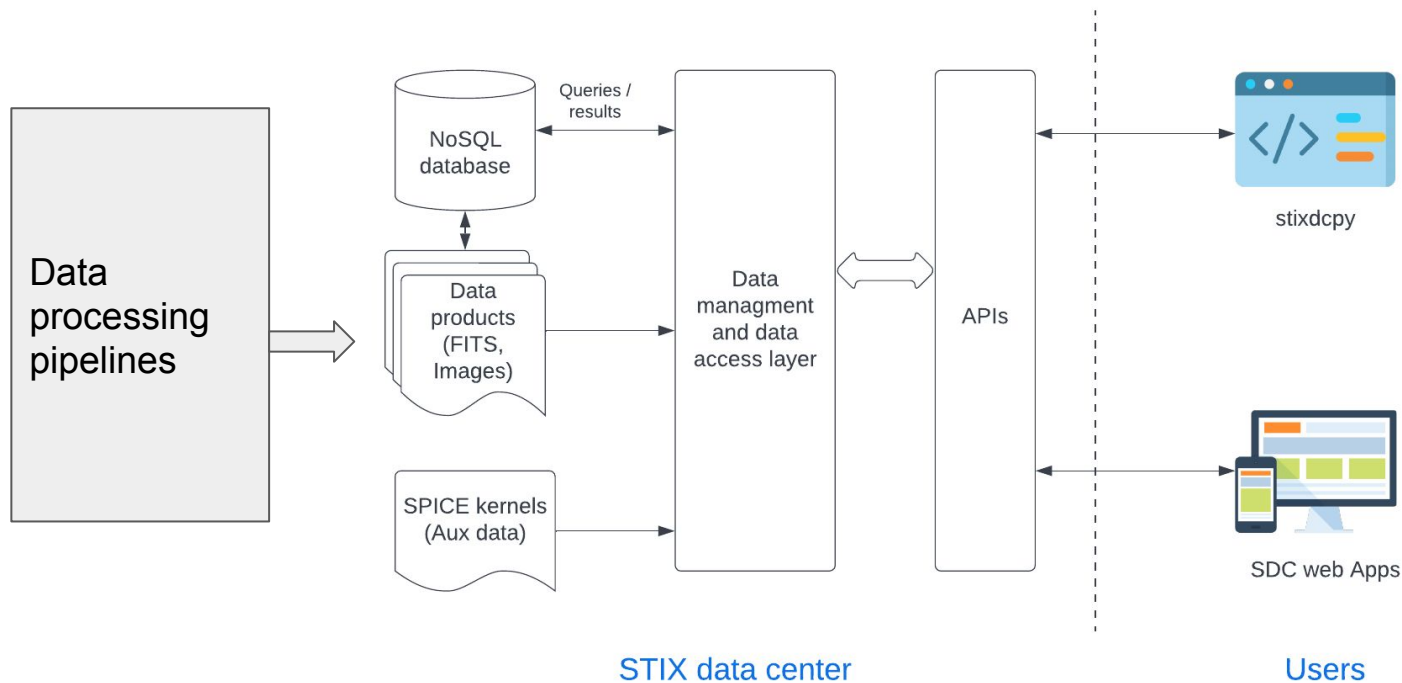 Data
processing
pipelines
NoSQL
database
Queries /
results
Data
products
(FITS,
Images)
SPICE kernels
(Aux data)
Data
managment
and data
access layer
APIs
stixdcpy
SDC web Apps
STIX data center
Users